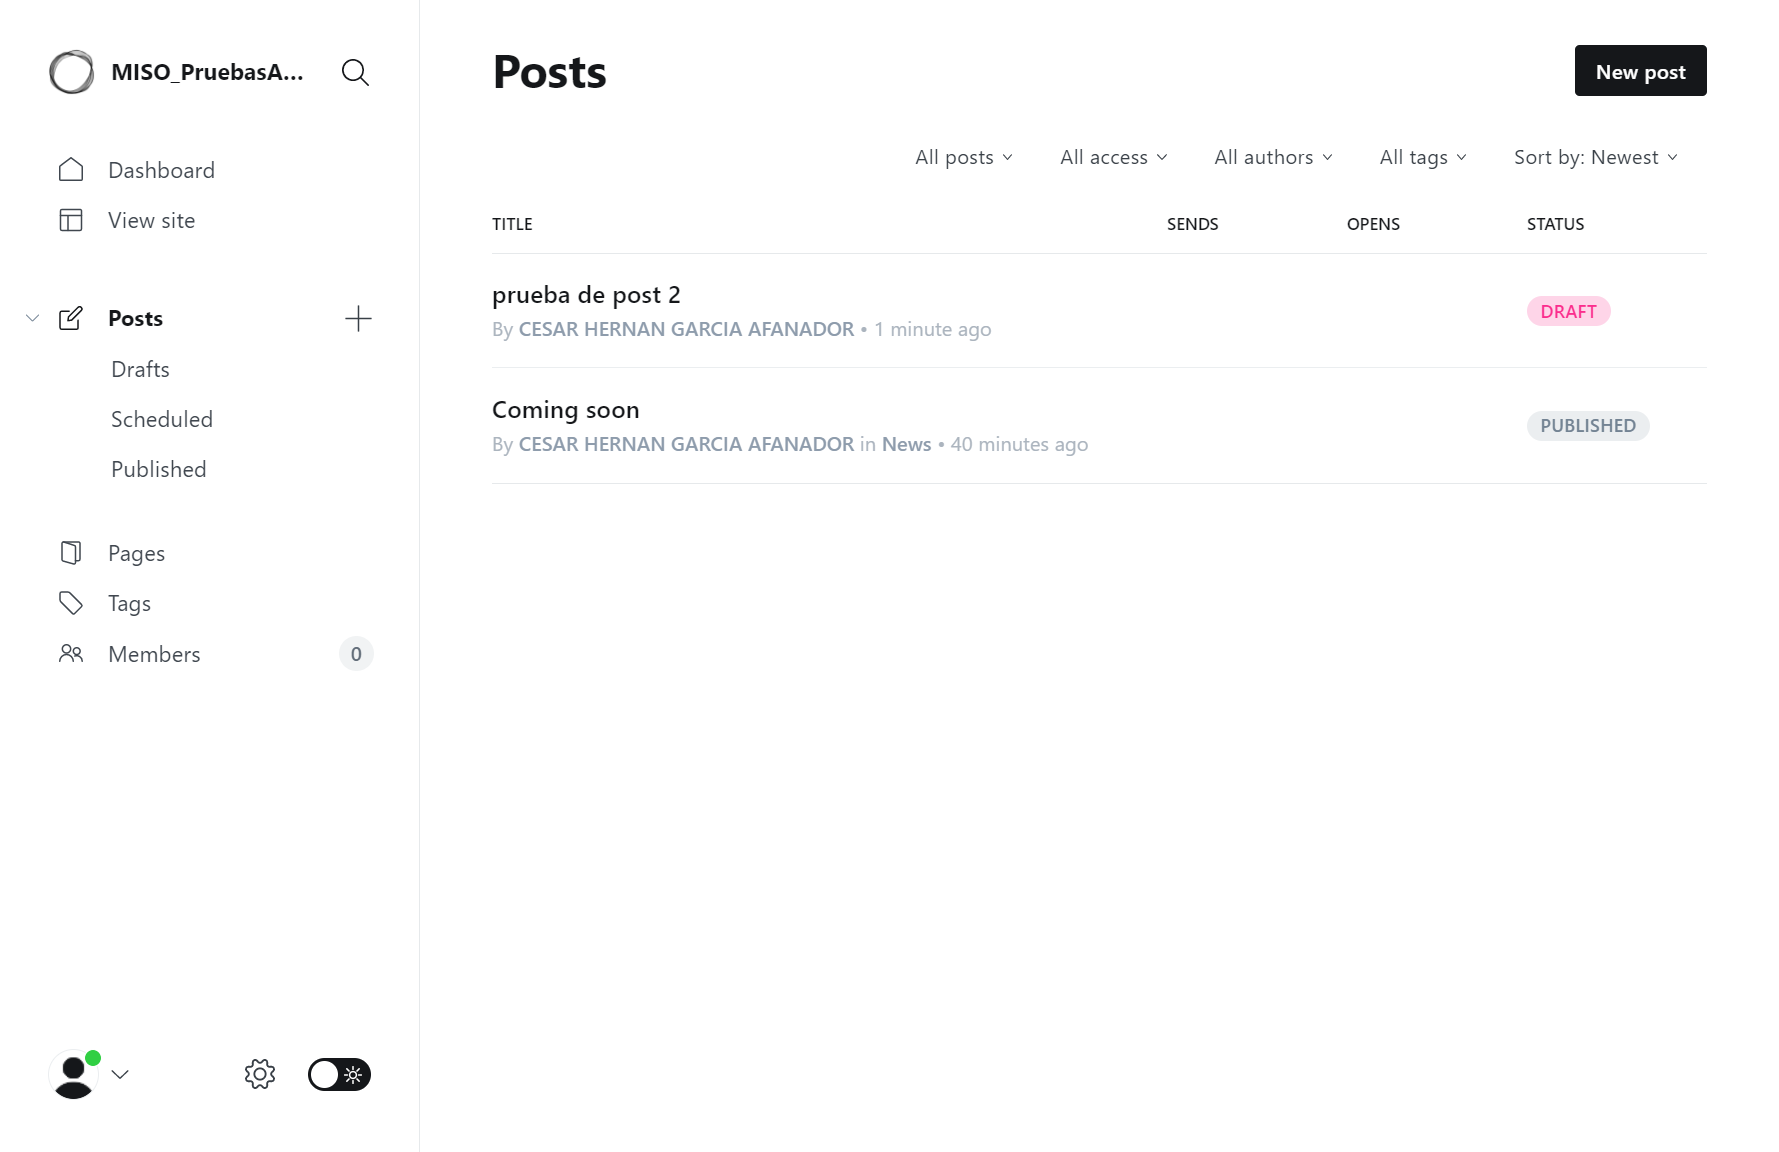 MISO_PruebasA...
Dashboard
View site
Posts
Drafts
Scheduled
Published
Pages
Tags
Members 0
Posts
New post
All posts All access All authors All tags Sort by: Newest
TITLE SENDS OPENS STATUS
prueba de post 2
By CESAR HERNAN GARCIA AFANADOR • 1 minute ago
DRAFT
Coming soon
By CESAR HERNAN GARCIA AFANADOR in News • 40 minutes ago
PUBLISHED